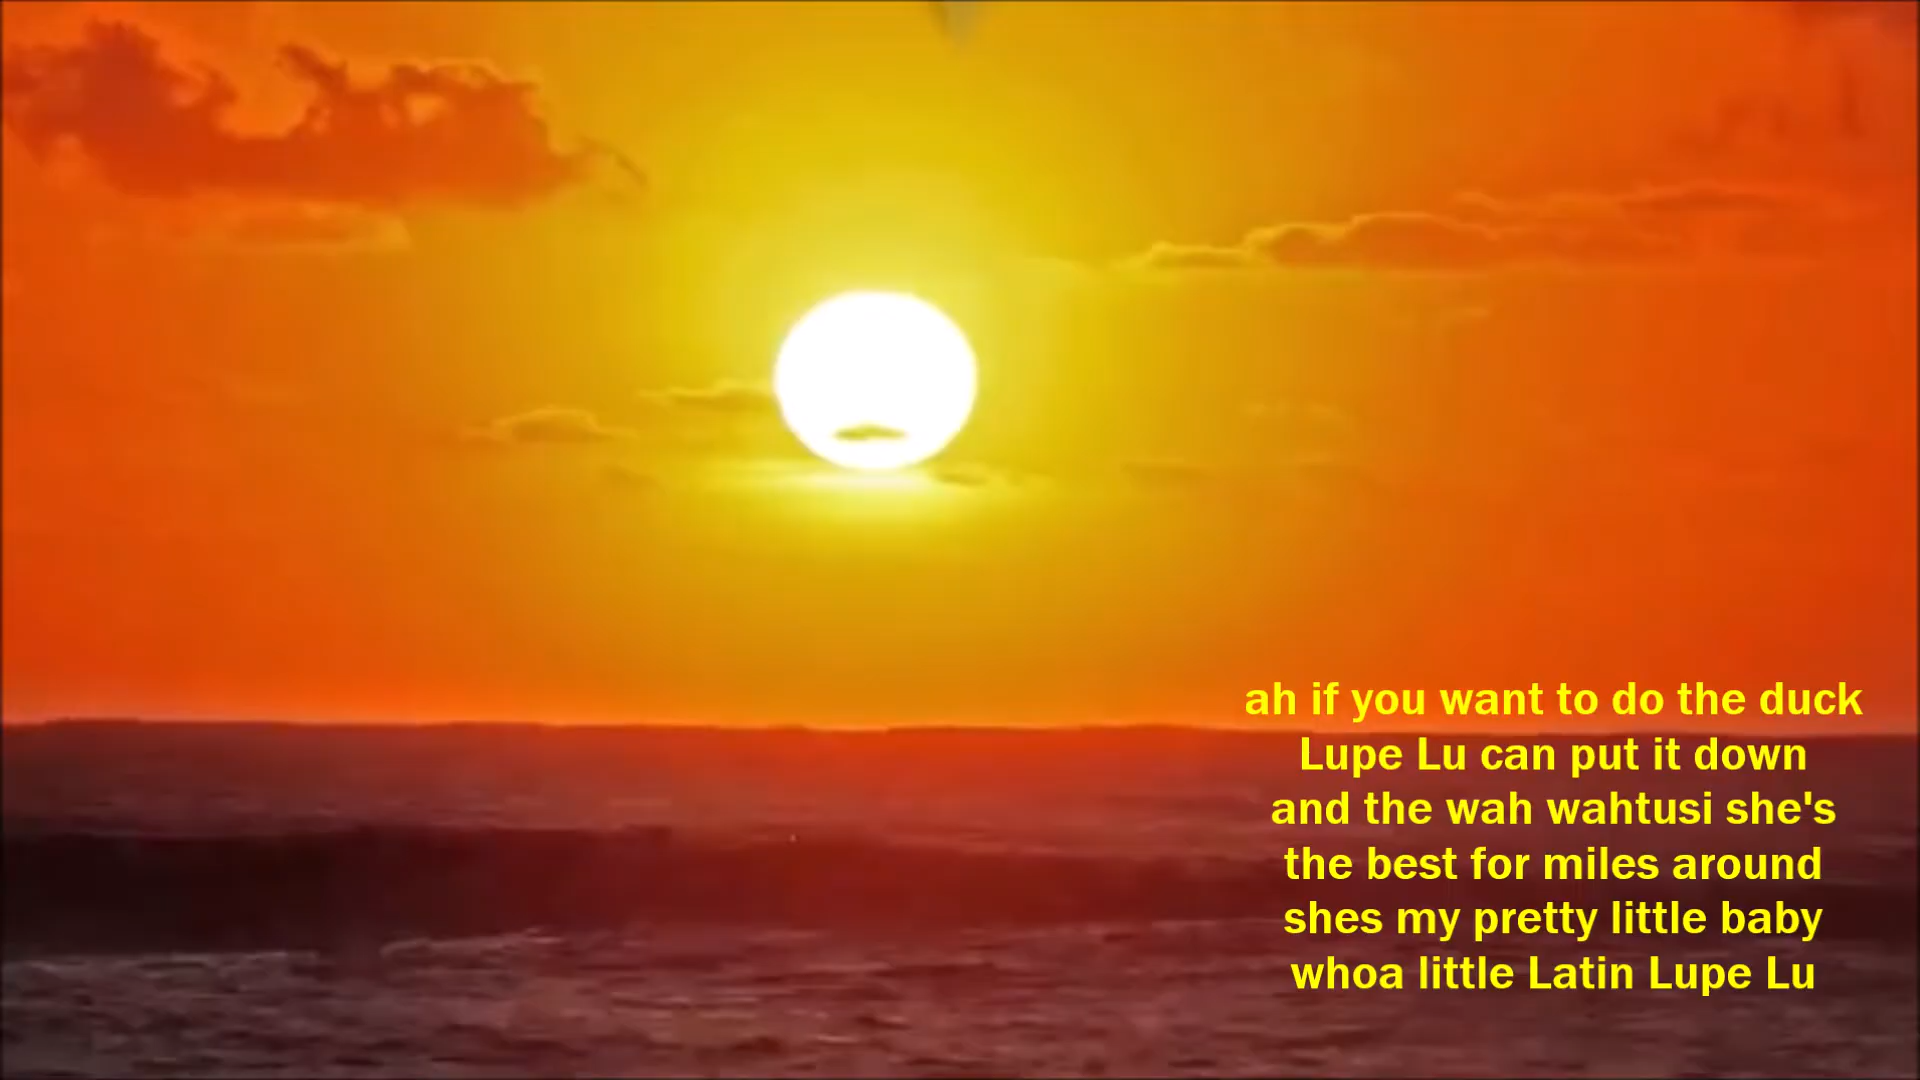 ah if you want to do the duck
Lupe Lu can put it down
and the wah wahtusi she's
the best for miles around
shes my pretty little baby
whoa little Latin Lupe Lu